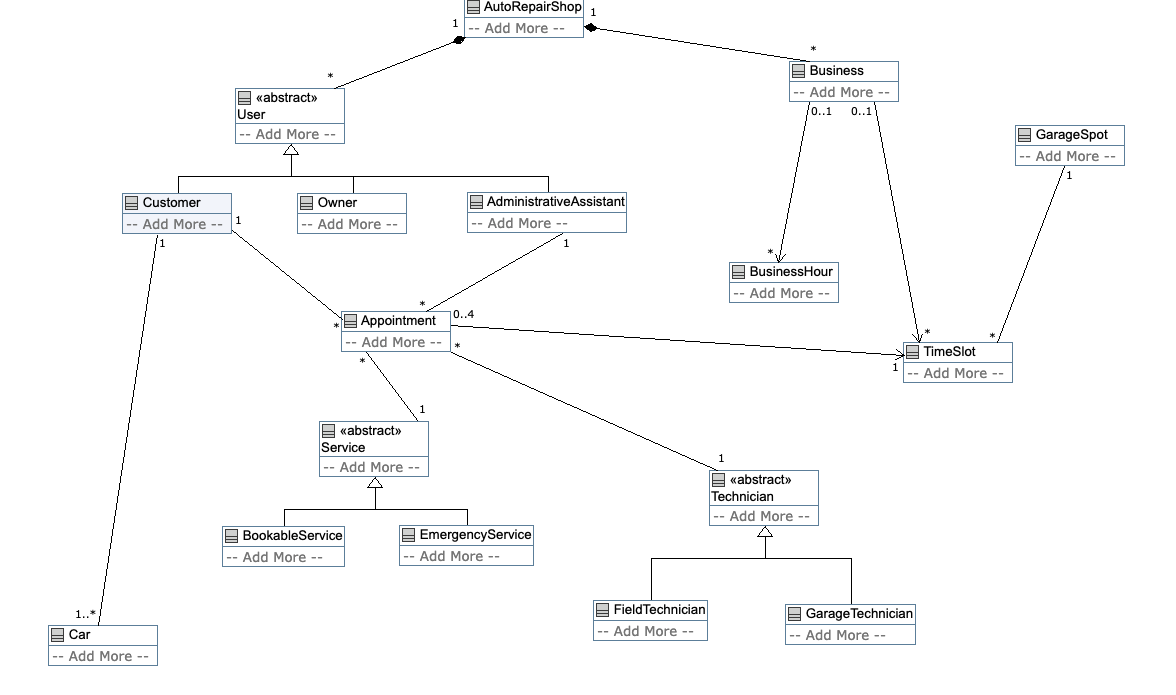 AutoRepairShop
-- Add More --
1
1
*
*
Business
-- Add More --
0..1
0..1
«abstract»
User
-- Add More --
GarageSpot
-- Add More --
1
Customer
-- Add More --
1
1
Owner
-- Add More --
AdministrativeAssistant
-- Add More --
1
*
BusinessHour
-- Add More --
*
*
Appointment
-- Add More --
0..4
*
*
*
*
1
TimeSlot
-- Add More --
1
«abstract»
Service
-- Add More --
1
«abstract»
Technician
-- Add More --
BookableService
-- Add More --
EmergencyService
-- Add More --
FieldTechnician
-- Add More --
GarageTechnician
-- Add More --
1..*
Car
-- Add More --